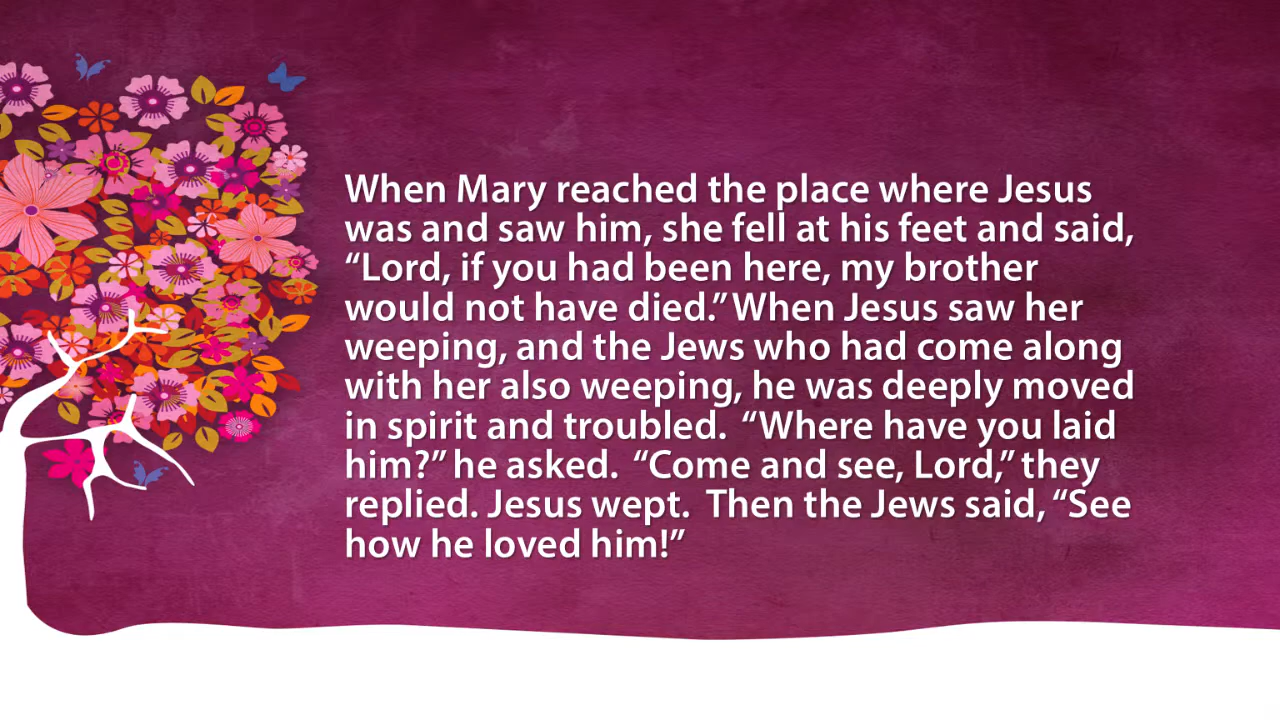 When Mary reached the place where Jesus
was and saw him, she fell at his feet and said,
“Lord, if you had been here, my brother
would not have died.” When Jesus saw her
weeping, and the Jews who had come along
with her also weeping, he was deeply moved
in spirit and troubled.  “Where have you laid
him?” he asked.  “Come and see, Lord,” they
replied. Jesus wept.  Then the Jews said, “See
how he loved him!”